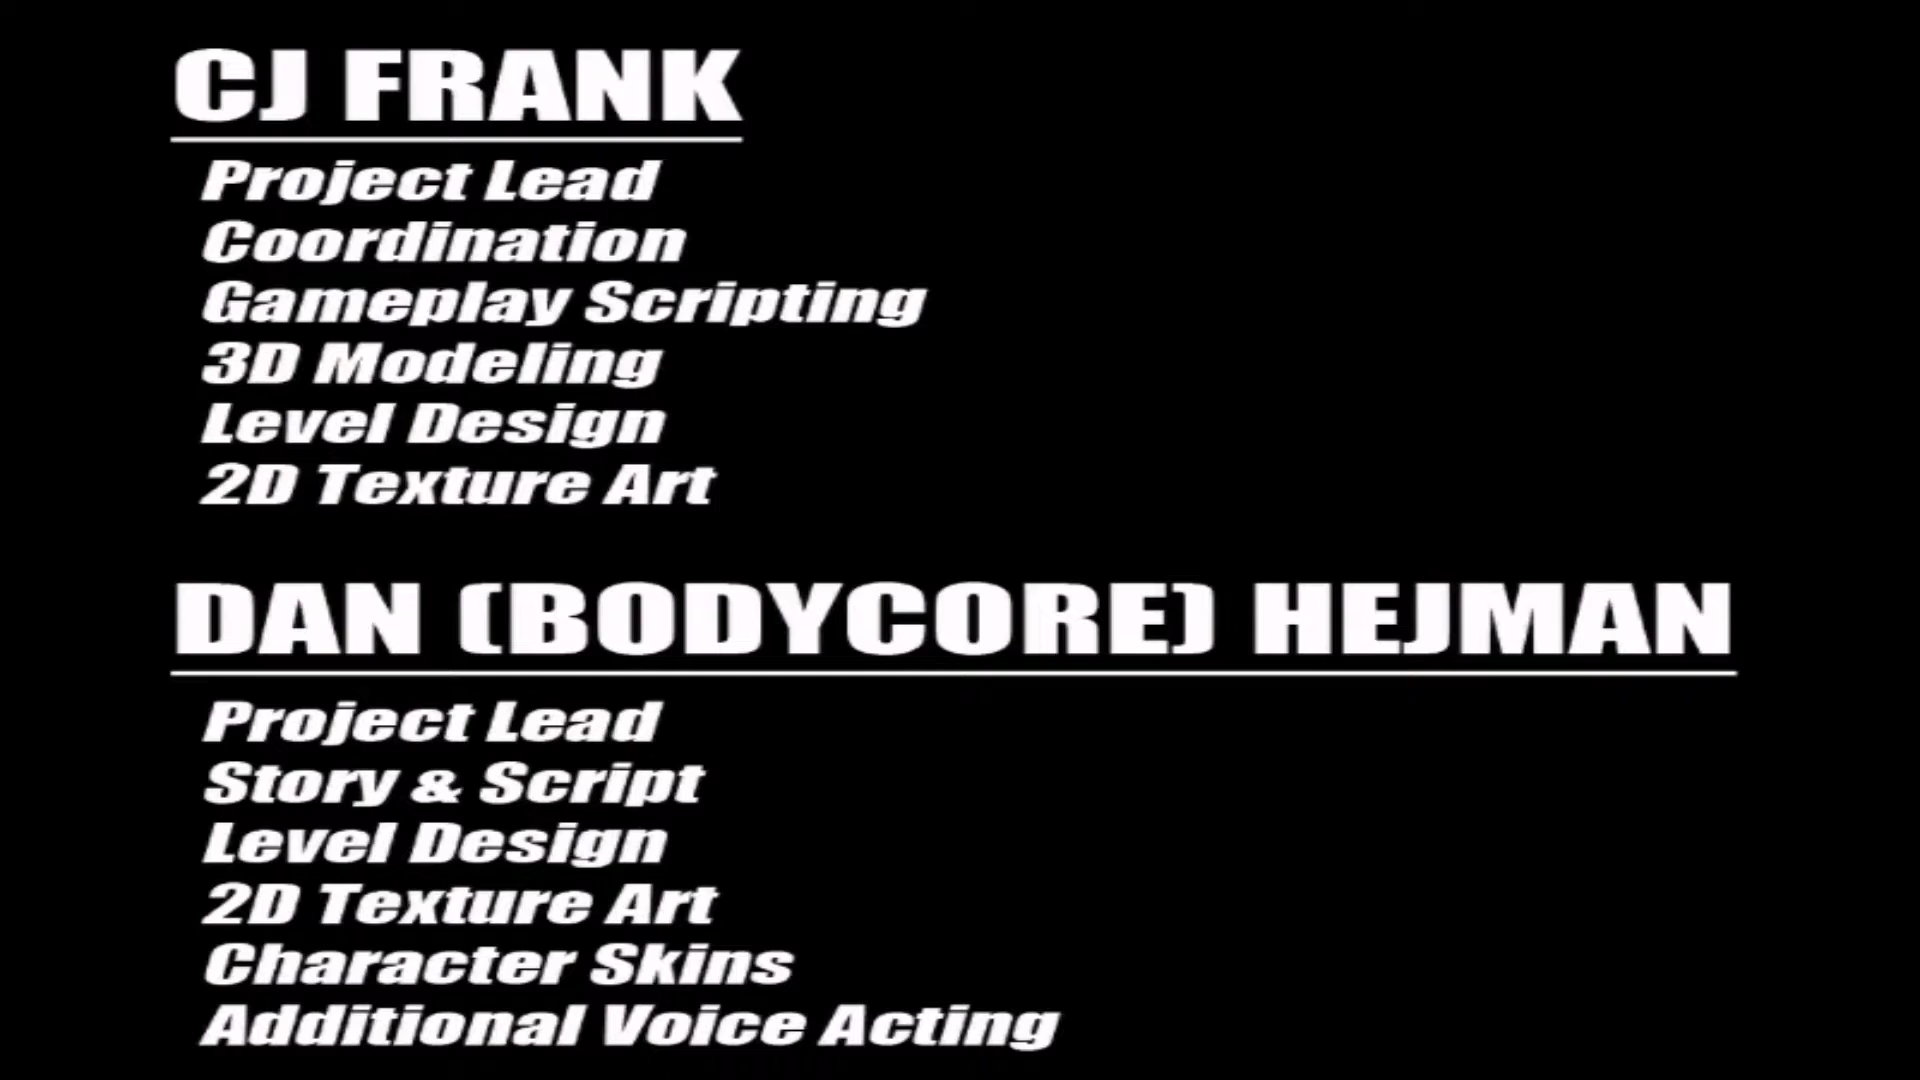 CJ FRANK
Project Lead
Coordination
Gameplay Scripting
3D Modeling
Level Design
2D Texture Art
DAN (BODYCORE) HEJMAN
Project Lead
Story & Script
Level Design
2D Texture Art
Character Skins
Additional Voice Acting